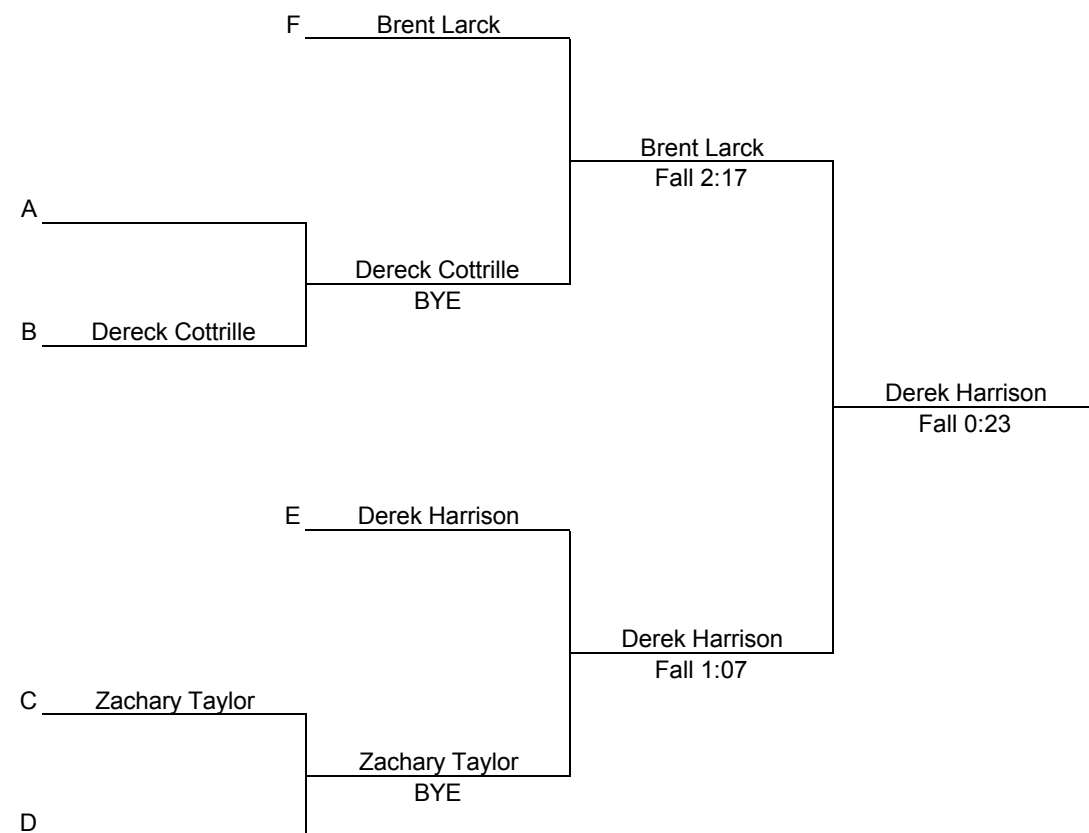 F Brent Larck
Brent Larck
Fall 2:17
A
Dereck Cottrille
BYE
B Dereck Cottrille
Derek Harrison
Fall 0:23
E Derek Harrison
Derek Harrison
Fall 1:07
C Zachary Taylor
Zachary Taylor
BYE
D